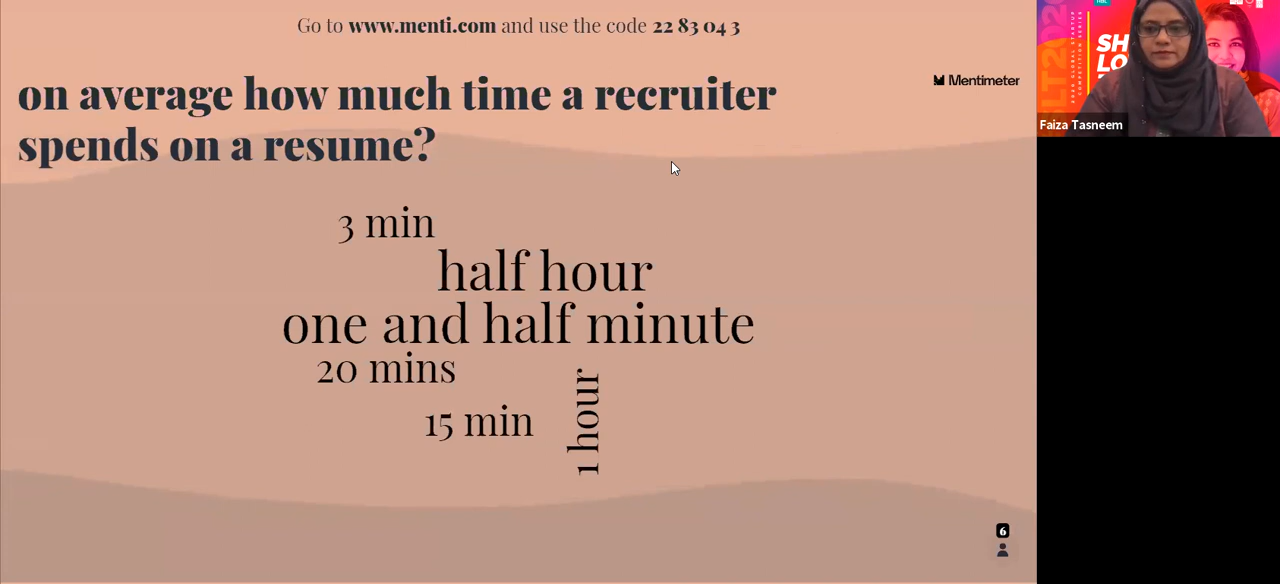 Go to www.menti.com and use the code 22 83 04 3
on average how much time a recruiter
spends on a resume?
Mentimeter
3 min
half hour
one and half minute
20 mins
15 min
1 hour
6
Faiza Tasneem
SH
LO